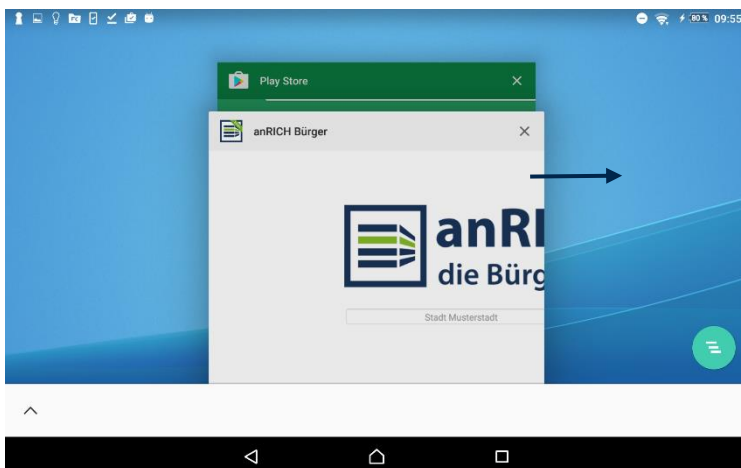 80 % 09:55
Play Store
anRICH Bürger
anRI
die Bürg
Stadt Musterstadt